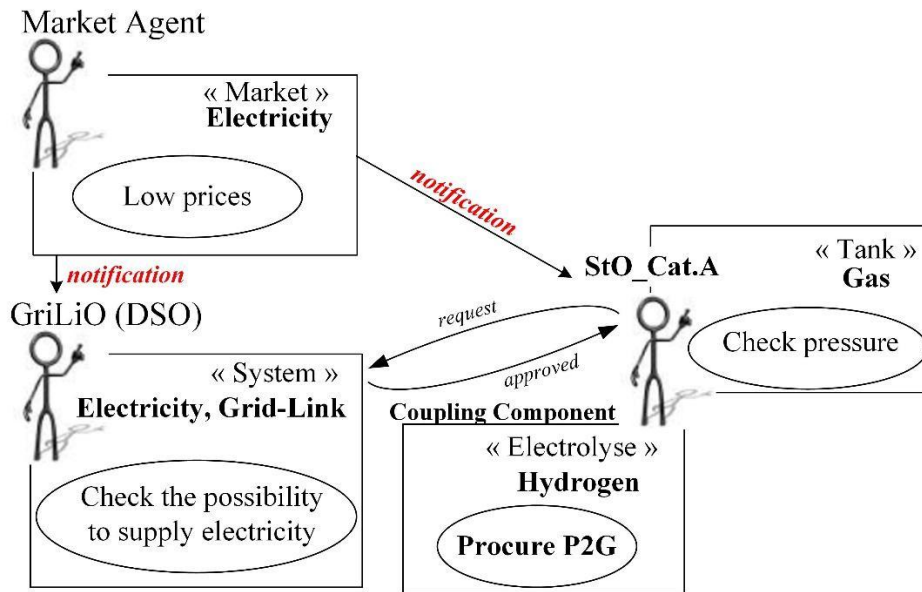 Market Agent
« Market »
Electricity
Low prices
notification
notification
StO_Cat.A
« Tank »
Gas
Check pressure
GriLiO (DSO)
request
approved
« System »
Electricity, Grid-Link
Check the possibility
to supply electricity
Coupling Component
« Electrolyse »
Hydrogen
Procure P2G